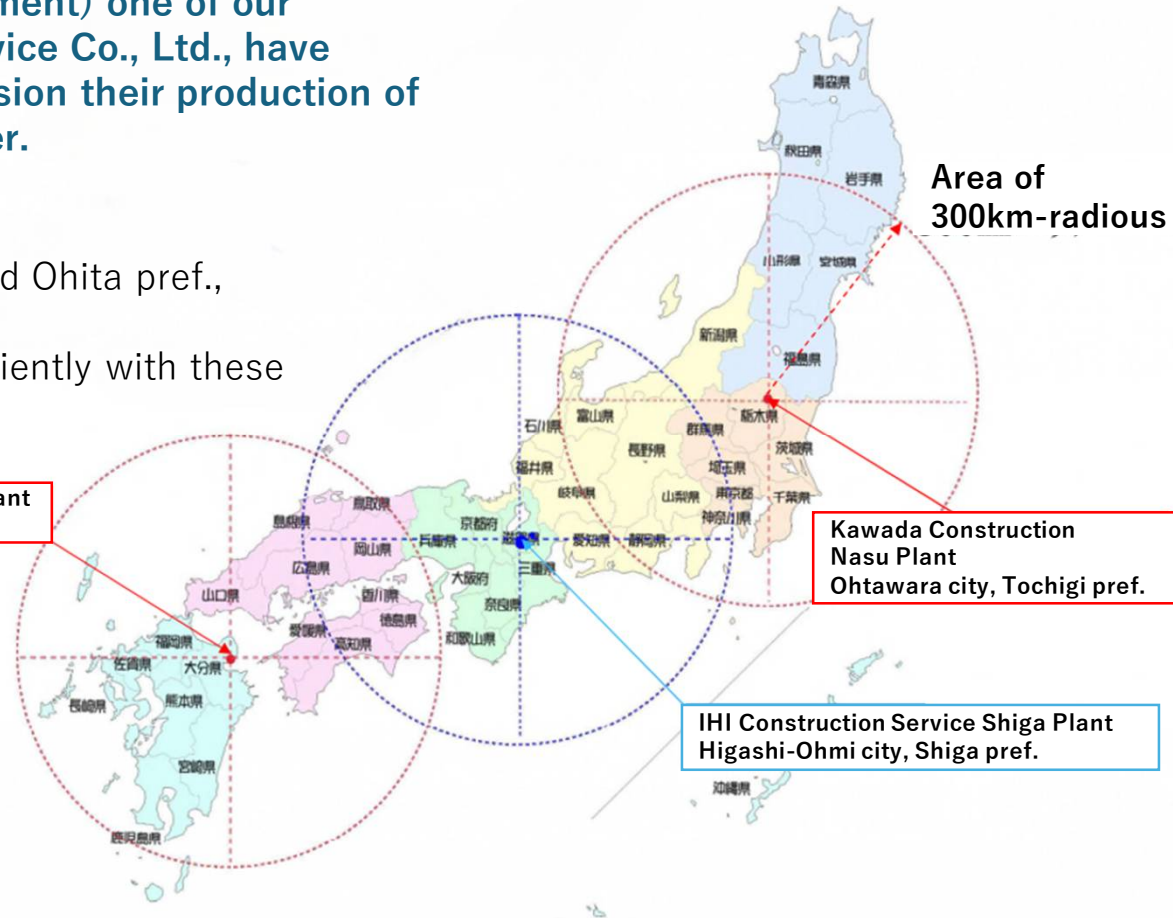 ment) one of our
vice Co., Ltd., have
sion their production of
er.
d Ohita pref.,
iently with these
ant
Area of
300km-radious
青森県
秋田県
岩手県
山形県
宮城県
新潟県
福島県
石川県
富山県
群馬県
栃木県
長野県
茨城県
福井県
埼玉県
岐阜県
山梨県
東京都
千葉県
神奈川県
鳥取県
島根県
京都府
兵庫県
滋賀県
愛知県
静岡県
岡山県
広島県
大阪府
三重県
山口県
香川県
奈良県
徳島県
愛媛県
高知県
和歌山県
福岡県
佐賀県
大分県
長崎県
熊本県
宮崎県
鹿児島県
沖縄県
Kawada Construction
Nasu Plant
Ohtawara city, Tochigi pref.
IHI Construction Service Shiga Plant
Higashi-Ohmi city, Shiga pref.